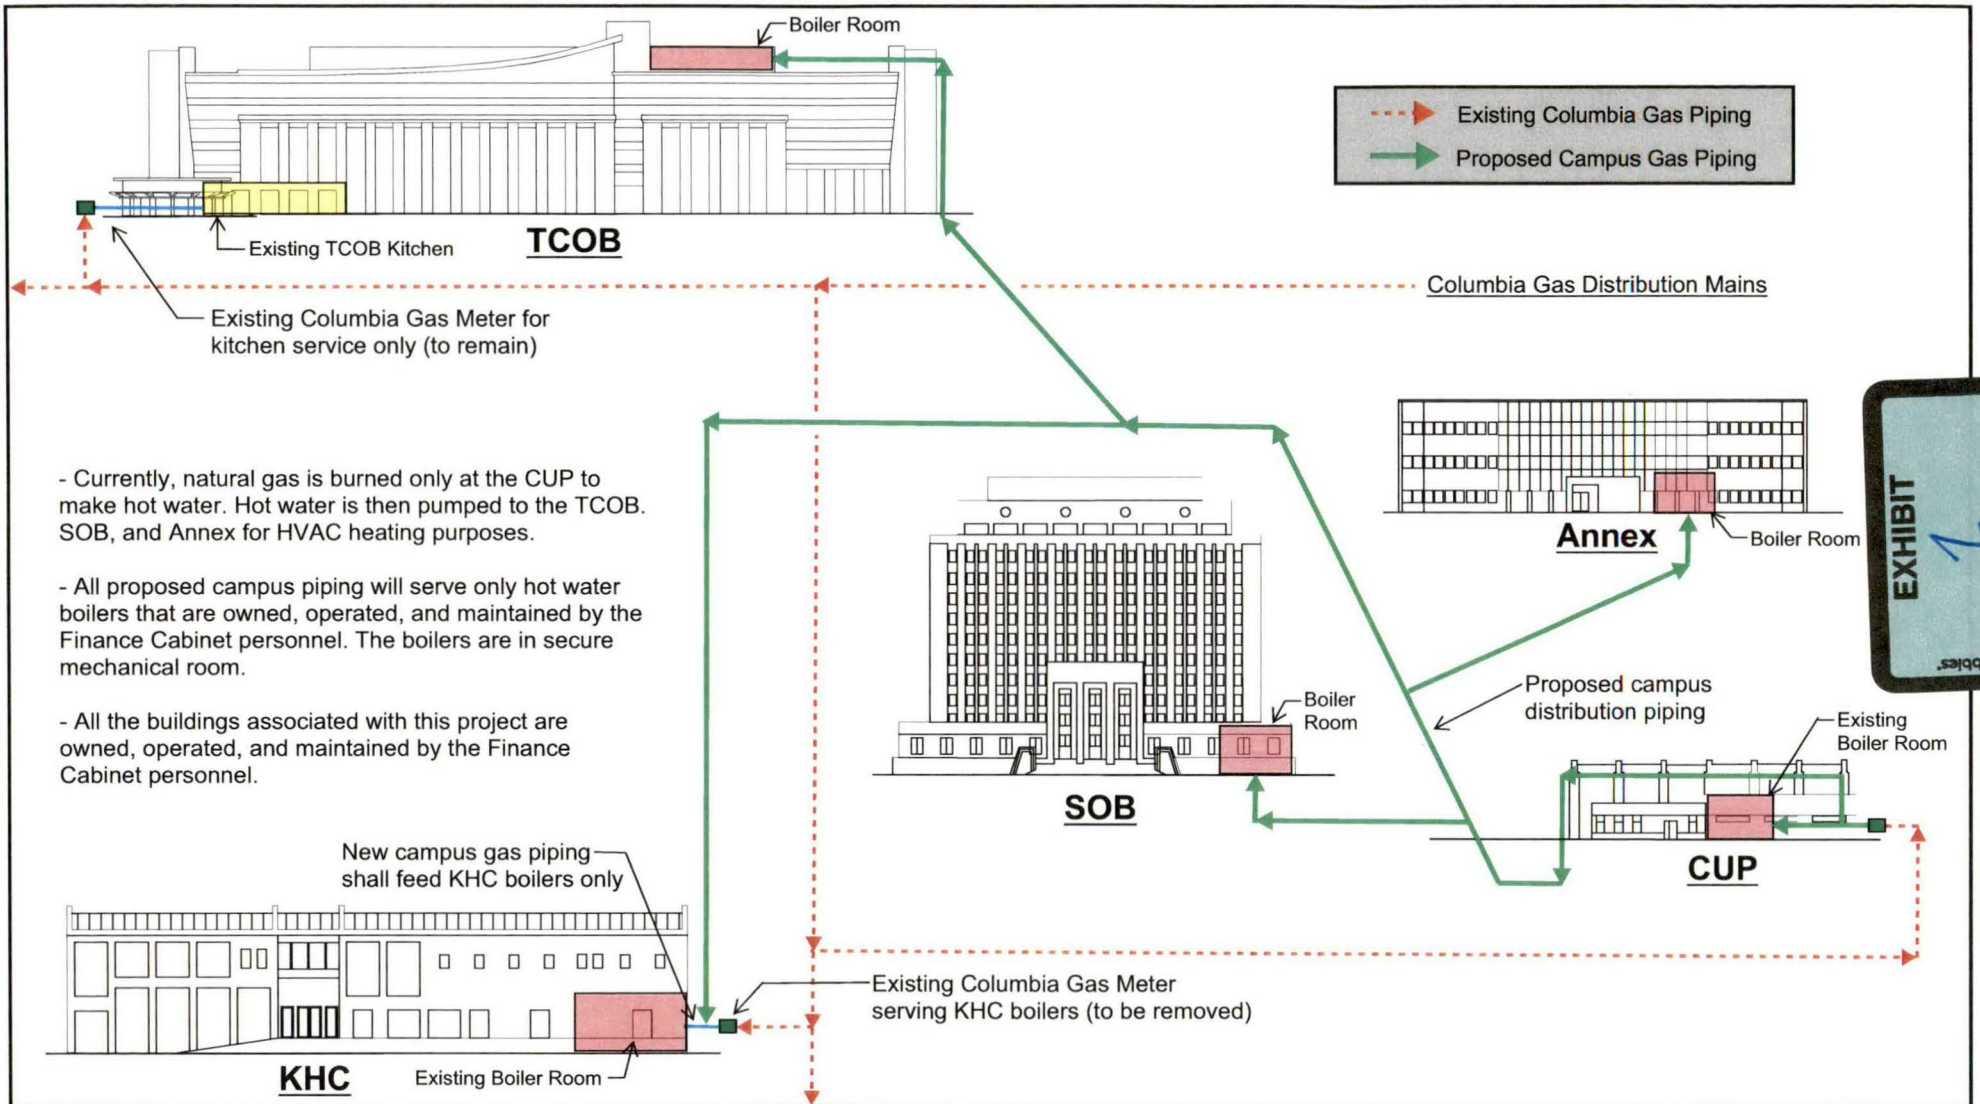 Boiler Room
Existing Columbia Gas Piping
Proposed Campus Gas Piping
Existing TCOB Kitchen
TCOB
Columbia Gas Distribution Mains
Existing Columbia Gas Meter for
kitchen service only (to remain)
- Currently, natural gas is burned only at the CUP to
make hot water. Hot water is then pumped to the TCOB.
SOB, and Annex for HVAC heating purposes.
- All proposed campus piping will serve only hot water
boilers that are owned, operated, and maintained by the
Finance Cabinet personnel. The boilers are in secure
mechanical room.
- All the buildings associated with this project are
owned, operated, and maintained by the Finance
Cabinet personnel.
Annex
Boiler Room
EXHIBIT
Boiler
Room
SOB
Proposed campus
distribution piping
Existing
Boiler Room
CUP
New campus gas piping
shall feed KHC boilers only
Existing Columbia Gas Meter
serving KHC boilers (to be removed)
KHC
Existing Boiler Room